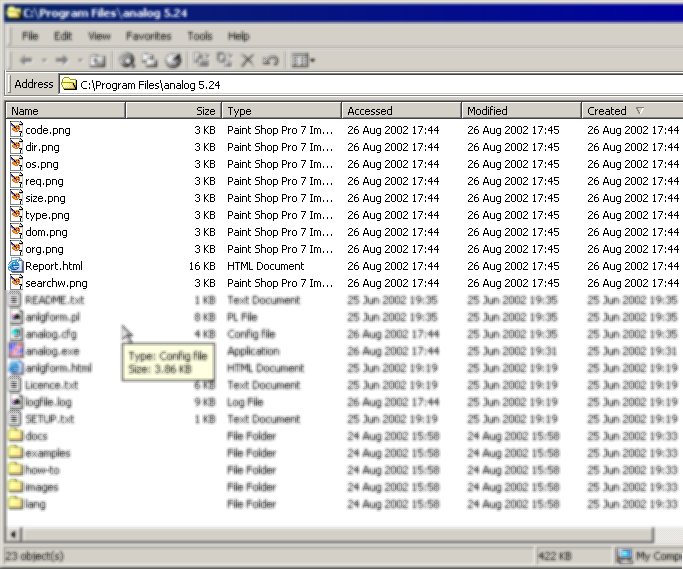 C:\Program Files\analog 5.24
File Edit View Favorites Tools Help
Address C:\Program Files\analog 5.24
Name Size Type Accessed Modified Created
code.png 3 KB Paint Shop Pro 7 Im... 26 Aug 2002 17:44 26 Aug 2002 17:45 26 Aug 2002 17:44
dir.png 3 KB Paint Shop Pro 7 Im... 26 Aug 2002 17:44 26 Aug 2002 17:45 26 Aug 2002 17:44
os.png 3 KB Paint Shop Pro 7 Im... 26 Aug 2002 17:44 26 Aug 2002 17:45 26 Aug 2002 17:44
req.png 3 KB Paint Shop Pro 7 Im... 26 Aug 2002 17:44 26 Aug 2002 17:45 26 Aug 2002 17:44
size.png 3 KB Paint Shop Pro 7 Im... 26 Aug 2002 17:44 26 Aug 2002 17:45 26 Aug 2002 17:44
type.png 3 KB Paint Shop Pro 7 Im... 26 Aug 2002 17:44 26 Aug 2002 17:45 26 Aug 2002 17:44
dom.png 3 KB Paint Shop Pro 7 Im... 26 Aug 2002 17:44 26 Aug 2002 17:45 26 Aug 2002 17:44
org.png 3 KB Paint Shop Pro 7 Im... 26 Aug 2002 17:44 26 Aug 2002 17:45 26 Aug 2002 17:44
Report.html 16 KB HTML Document 26 Aug 2002 17:44 26 Aug 2002 17:45 26 Aug 2002 17:44
searchw.png 3 KB Paint Shop Pro 7 Im... 26 Aug 2002 17:44 26 Aug 2002 17:45 26 Aug 2002 17:44
README.txt 1 KB Text Document 25 Jun 2002 19:35 25 Jun 2002 19:35 25 Jun 2002 19:35
anlgform.pl 8 KB PL File 25 Jun 2002 19:35 25 Jun 2002 19:35 25 Jun 2002 19:35
analog.cfg 4 KB Config file 26 Aug 2002 17:44 25 Jun 2002 19:35 25 Jun 2002 19:35
analog.exe Application 26 Aug 2002 17:44 25 Jun 2002 19:31 25 Jun 2002 19:31
anlgform.html HTML Document 25 Jun 2002 19:19 25 Jun 2002 19:19 25 Jun 2002 19:19
Type: Config file
Size: 3.86 KB
Licence.txt 6 KB Text Document 25 Jun 2002 19:19 25 Jun 2002 19:19 25 Jun 2002 19:19
logfile.log 9 KB Log File 26 Aug 2002 17:44 25 Jun 2002 19:19 25 Jun 2002 19:19
SETUP.txt 1 KB Text Document 25 Jun 2002 19:19 25 Jun 2002 19:19 25 Jun 2002 19:19
docs File Folder 24 Aug 2002 15:58 24 Aug 2002 15:58 25 Jun 2002 19:33
examples File Folder 24 Aug 2002 15:58 24 Aug 2002 15:58 25 Jun 2002 19:33
how-to File Folder 24 Aug 2002 15:58 24 Aug 2002 15:58 25 Jun 2002 19:33
images File Folder 24 Aug 2002 15:58 24 Aug 2002 15:58 25 Jun 2002 19:33
lang File Folder 24 Aug 2002 15:58 24 Aug 2002 15:58 25 Jun 2002 19:33
23 object(s) 422 KB My Comp